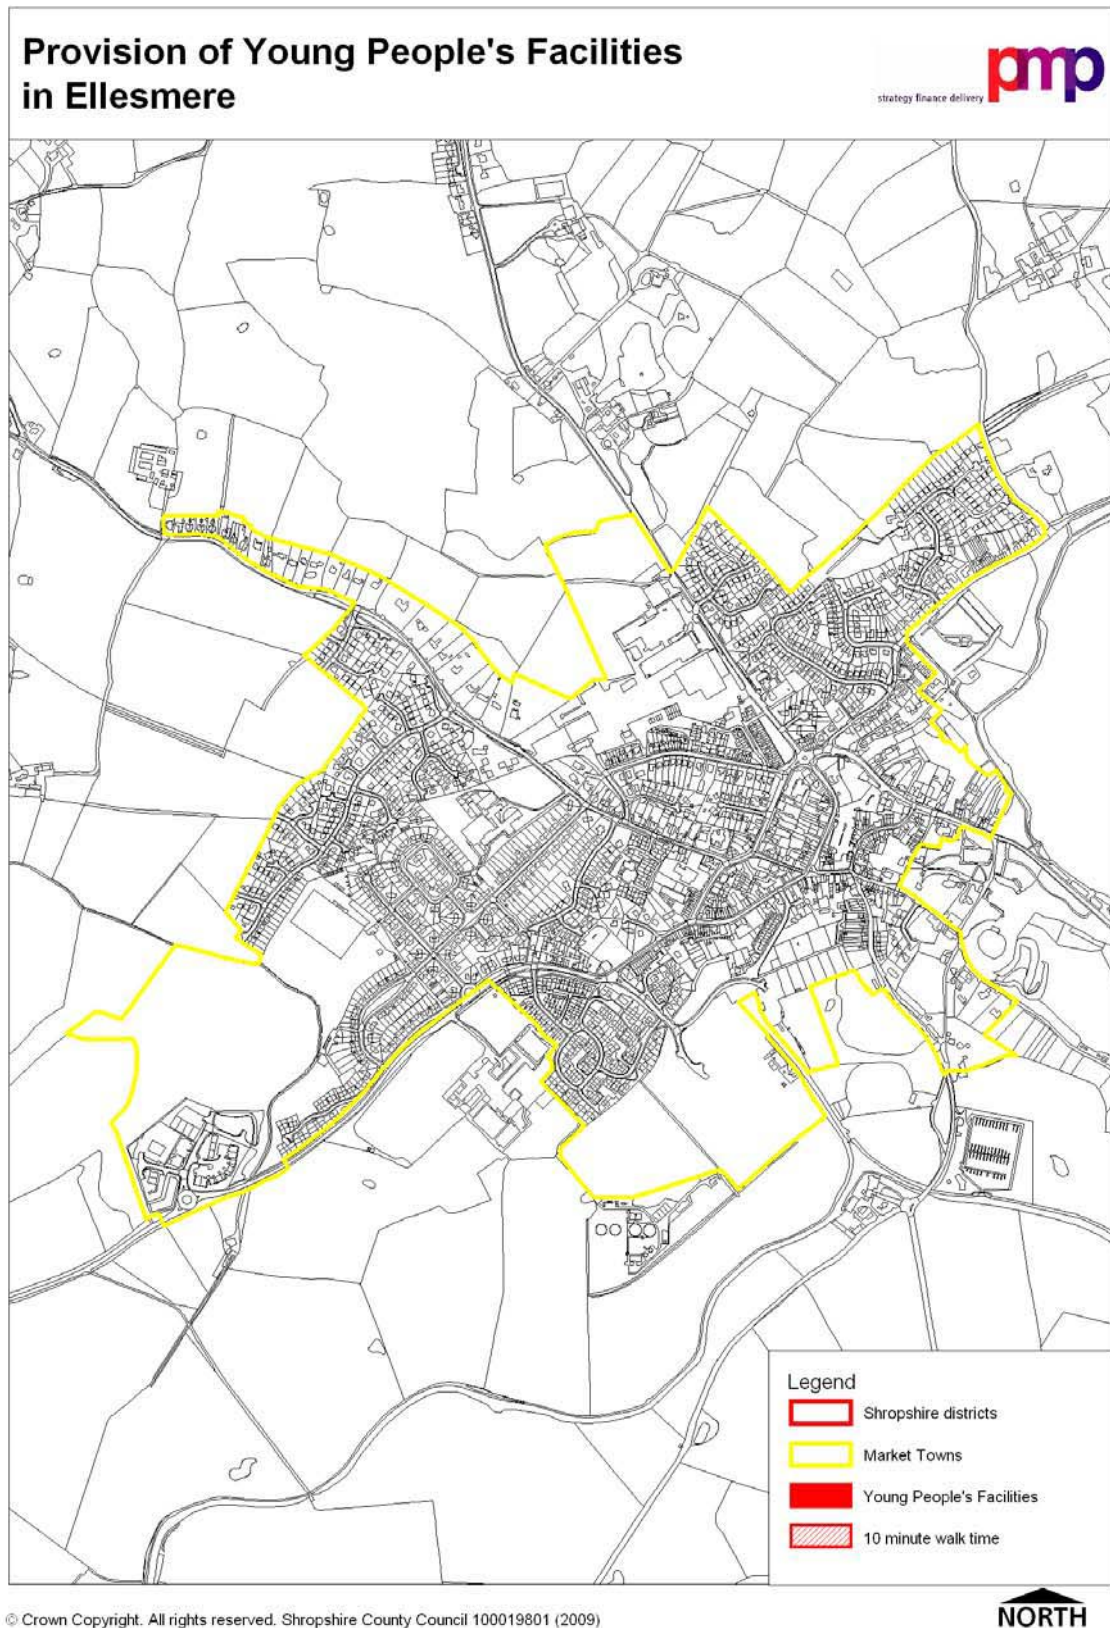 Provision of Young People's Facilities
in Ellesmere
pmp
strategy finance delivery
Legend
Shropshire districts
Market Towns
Young People's Facilities
10 minute walk time
© Crown Copyright. All rights reserved. Shropshire County Council 100019801 (2009)
NORTH